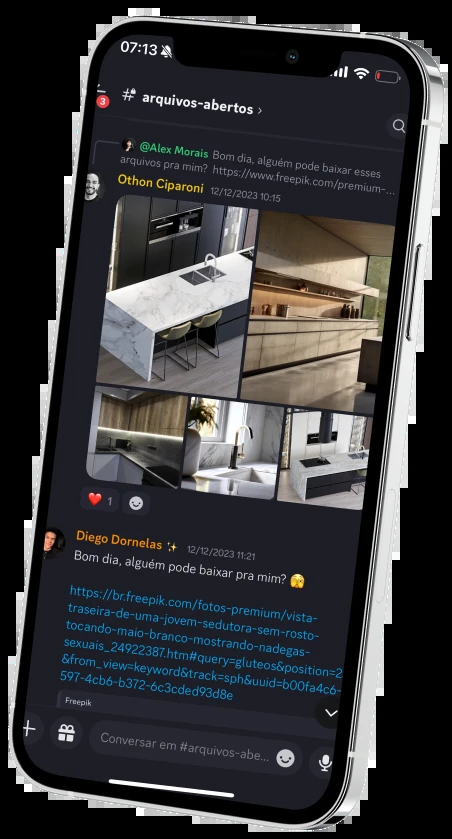 07:13
3
# arquivos-abertos ›
@Alex Morais Bom dia, alguém pode baixar esses
arquivos pra mim? https://www.freepik.com/premium-...
Othon Ciparoni 12/12/2023 10:15
1
Diego Dornelas 12/12/2023 11:21
Bom dia, alguém pode baixar pra mim?
https://br.freepik.com/fotos-premium/vista-
traseira-de-uma-jovem-sedutora-sem-rosto-
tocando-maio-branco-mostrando-nadegas-
sexuais_24922387.htm#query=gluteos&position=2
&from_view=keyword&track=sph&uuid=b00fa4c6-
597-4cb6-b372-6c3cded93d8e
Freepik
Conversar em #arquivos-abe...